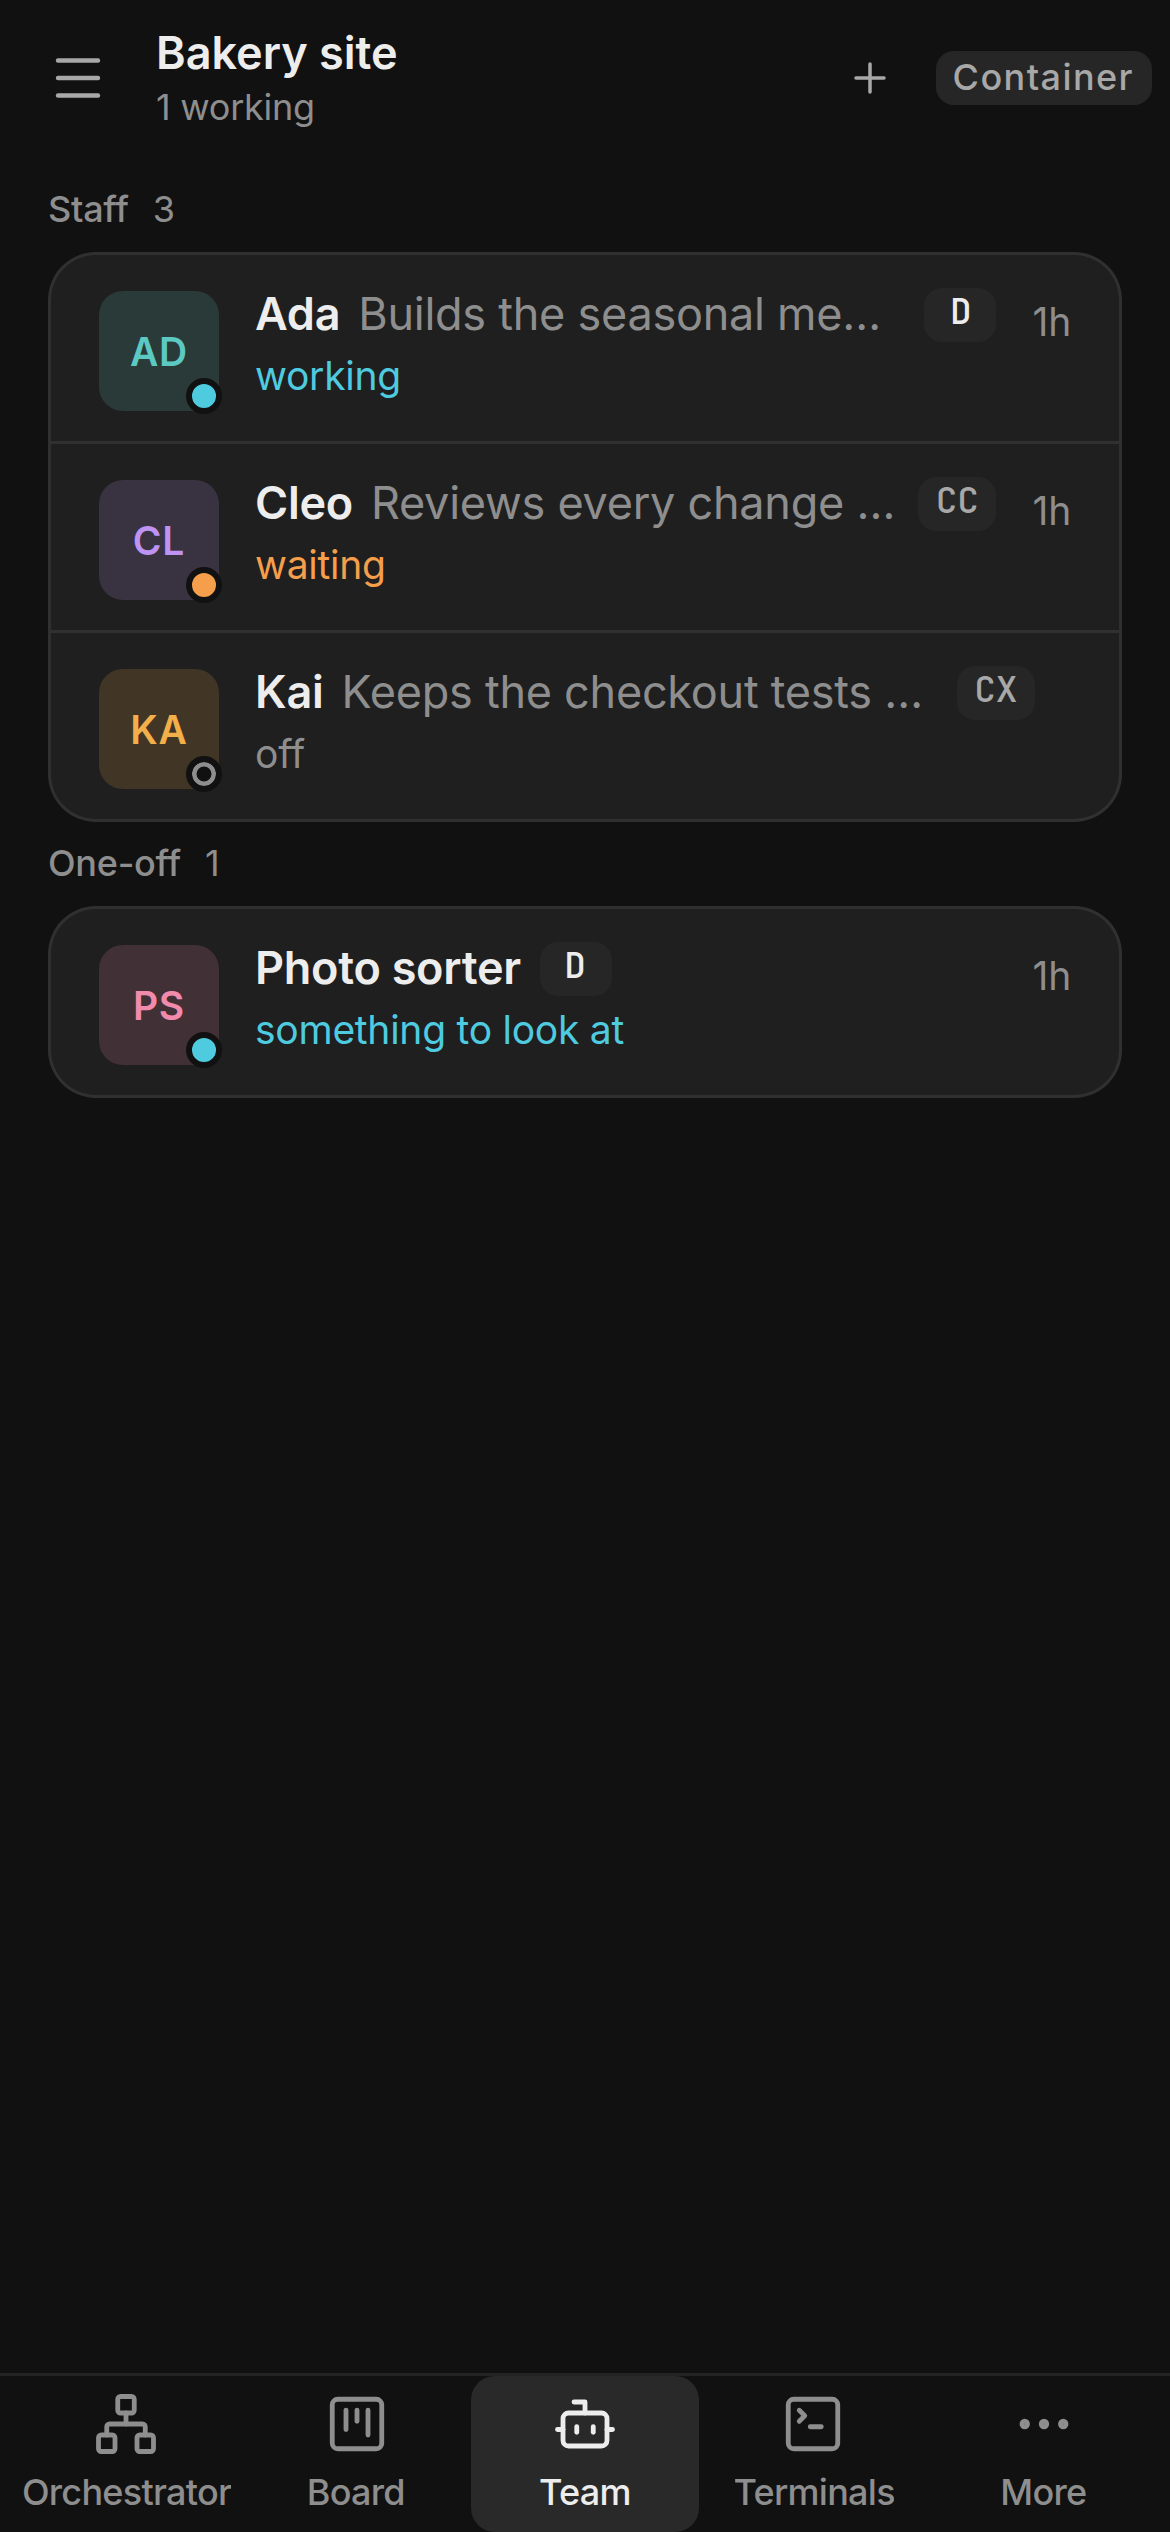 Bakery site
1 working
Container
Staff 3
AD
Ada Builds the seasonal me... D 1h
working
CL
Cleo Reviews every change ... CC 1h
waiting
KA
Kai Keeps the checkout tests ... CX
off
One-off 1
PS
Photo sorter D 1h
something to look at
Orchestrator Board Team Terminals More